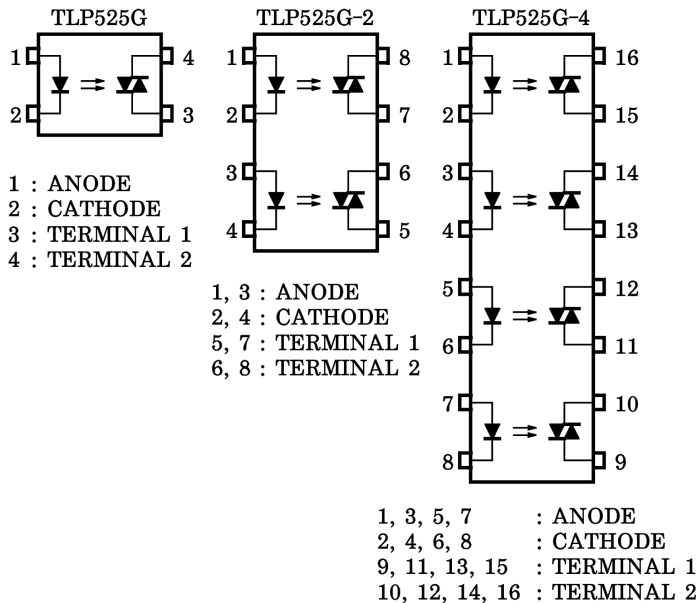 TLP525G
1 4
2 3
1 : ANODE
2 : CATHODE
3 : TERMINAL 1
4 : TERMINAL 2
TLP525G-2
1 8
2 7
3 6
4 5
1, 3 : ANODE
2, 4 : CATHODE
5, 7 : TERMINAL 1
6, 8 : TERMINAL 2
TLP525G-4
1 16
2 15
3 14
4 13
5 12
6 11
7 10
8 9
1, 3, 5, 7 : ANODE
2, 4, 6, 8 : CATHODE
9, 11, 13, 15 : TERMINAL 1
10, 12, 14, 16 : TERMINAL 2